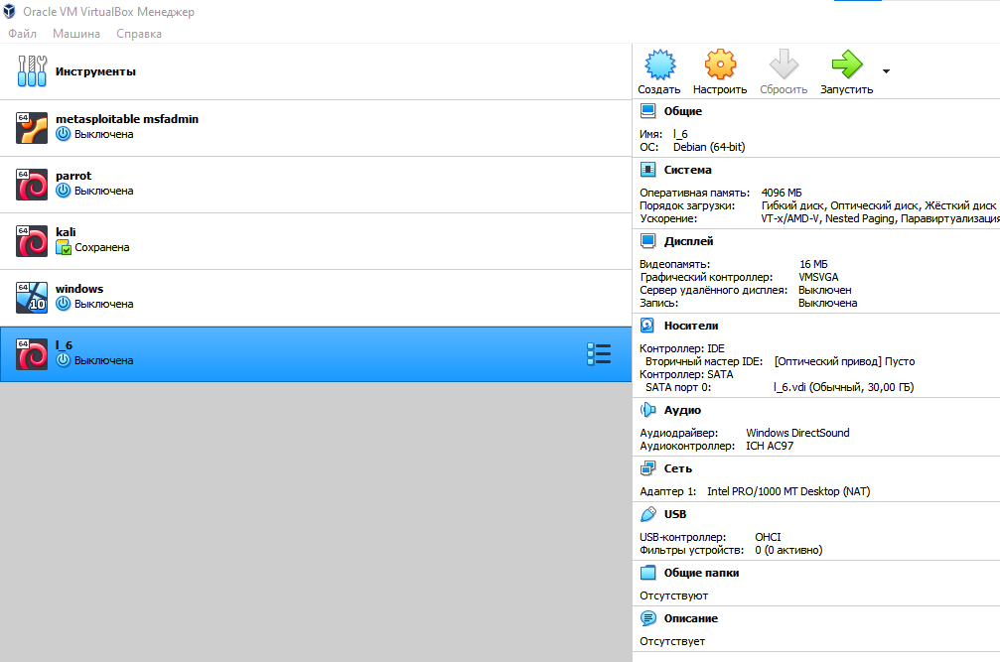 Oracle VM VirtualBox Менеджер
Файл Машина Справка
Инструменты
64
metasploitable msfadmin
Выключена
64
parrot
Выключена
64
kali
Сохранена
64
10
windows
Выключена
64
l_6
Выключена
Создать Настроить Сбросить Запустить
Общие
Имя: l_6
ОС: Debian (64-bit)
Система
Оперативная память: 4096 МБ
Порядок загрузки: Гибкий диск, Оптический диск, Жёсткий диск
Ускорение: VT-x/AMD-V, Nested Paging, Паравиртуализация
Дисплей
Видеопамять: 16 МБ
Графический контроллер: VMSVGA
Сервер удалённого дисплея: Выключен
Запись: Выключена
Носители
Контроллер: IDE
Вторичный мастер IDE: [Оптический привод] Пусто
Контроллер: SATA
SATA порт 0: l_6.vdi (Обычный, 30,00 ГБ)
Аудио
Аудиодрайвер: Windows DirectSound
Аудиоконтроллер: ICH AC97
Сеть
Адаптер 1: Intel PRO/1000 MT Desktop (NAT)
USB
USB-контроллер: OHCI
Фильтры устройств: 0 (0 активно)
Общие папки
Отсутствуют
Описание
Отсутствует